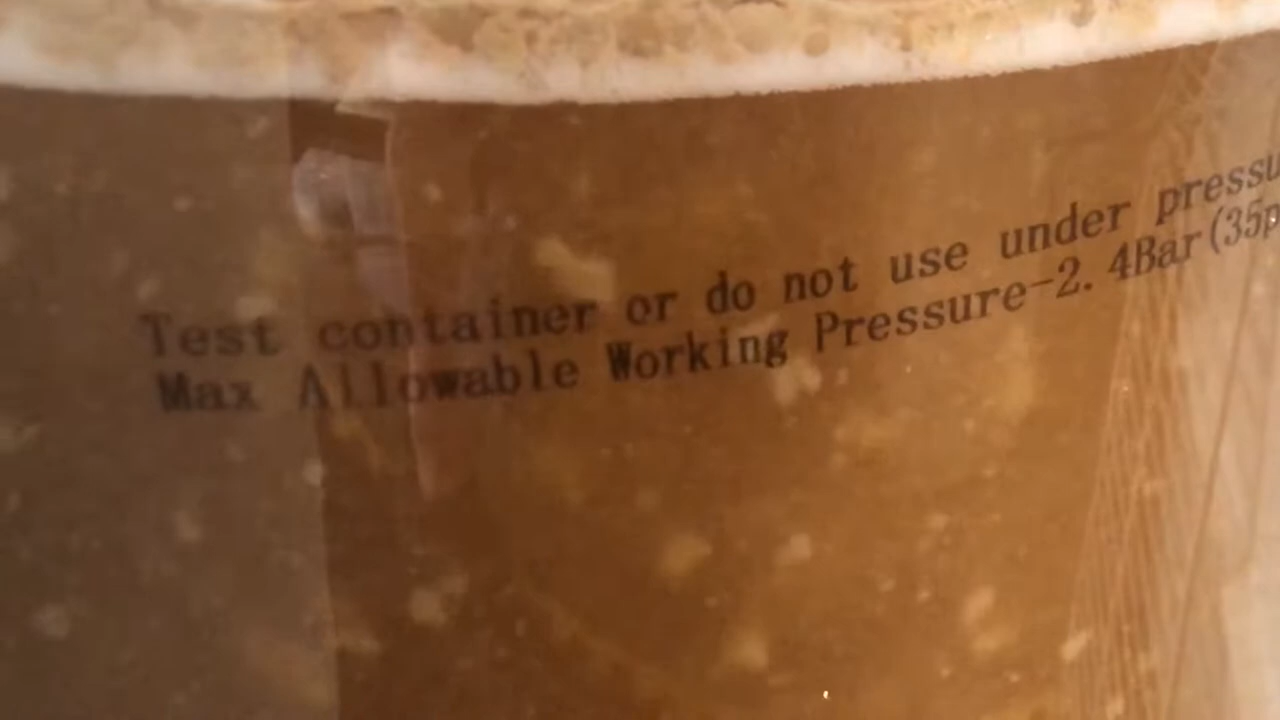 Test container or do not use under pressu
Max Allowable Working Pressure-2.4Bar(35p